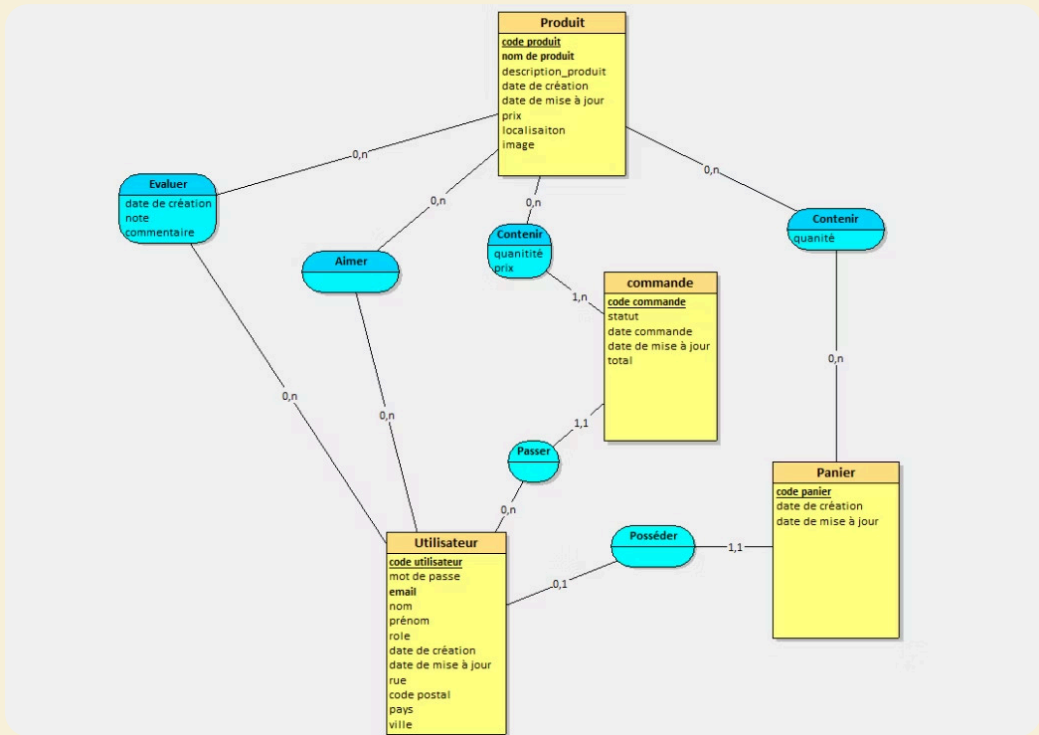 Produit
code produit
nom de produit
description_produit
date de création
date de mise à jour
prix
localisaiton
image
0,n
0,n
0,n
0,n
Evaluer
date de création
note
commentaire
Aimer
Contenir
quanitité
prix
Contenir
quanité
1,n
commande
code commande
statut
date commande
date de mise à jour
total
0,n
0,n
0,n
1,1
Passer
0,n
Panier
code panier
date de création
date de mise à jour
Posséder
1,1
0,1
Utilisateur
code utilisateur
mot de passe
email
nom
prénom
role
date de création
date de mise à jour
rue
code postal
pays
ville